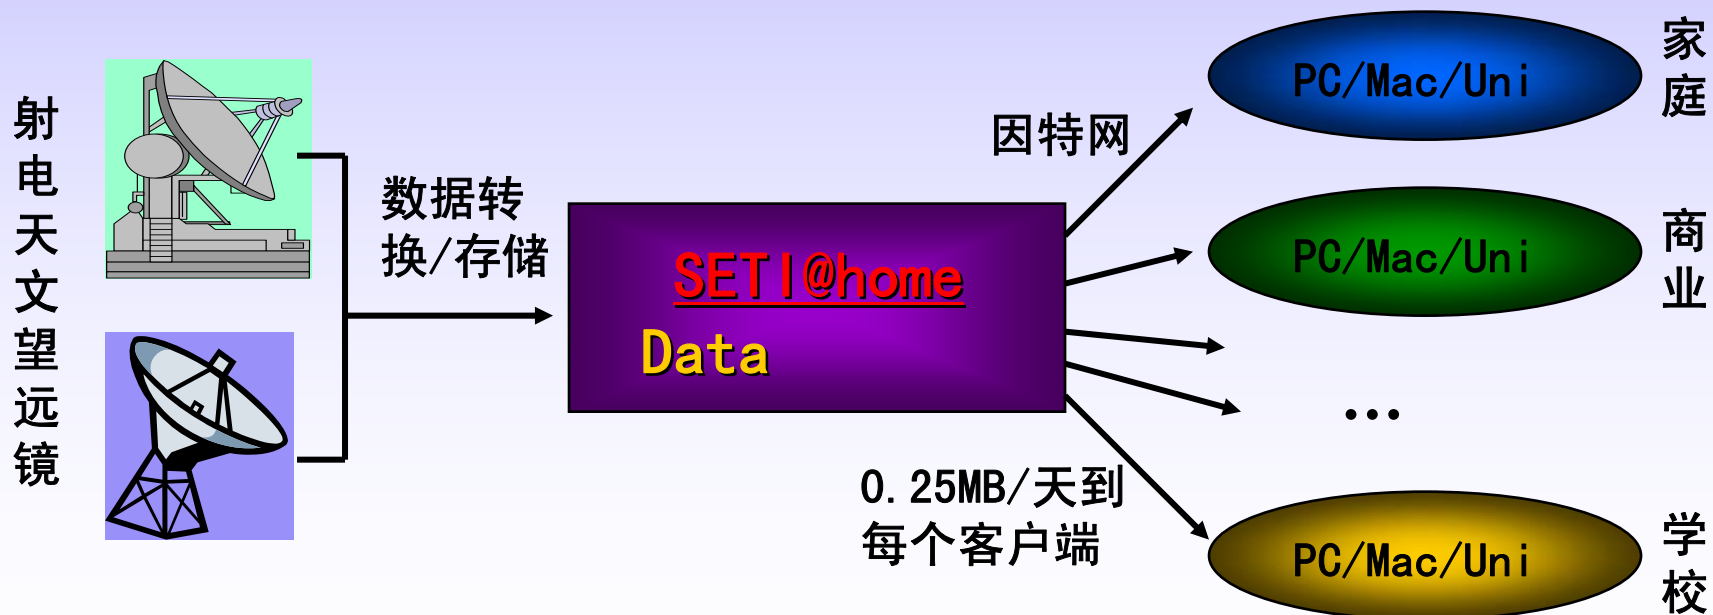 射电天文望远镜
数据转
换/存储
SETI@home
Data
因特网
0.25MB/天到
每个客户端
PC/Mac/Uni
家庭
PC/Mac/Uni
商业
...
PC/Mac/Uni
学校